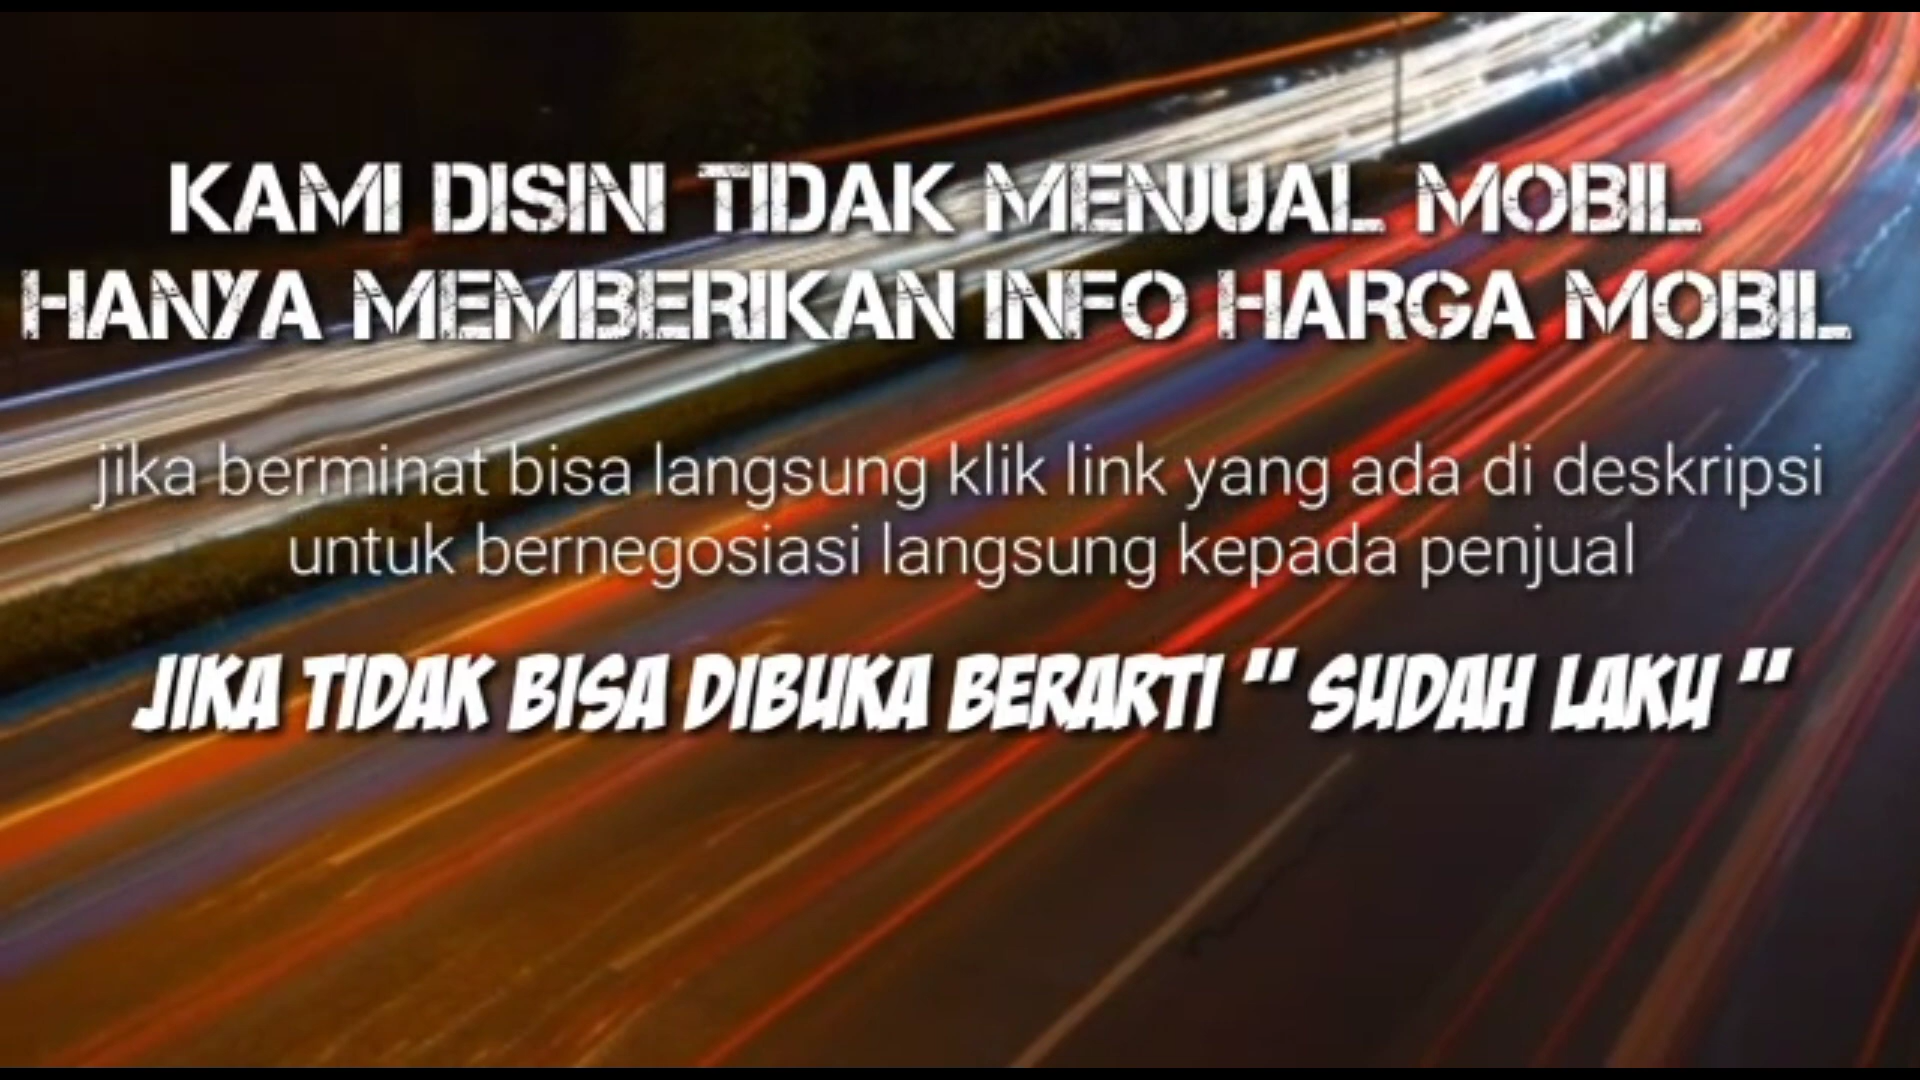 KAMI DISINI TIDAK MENJUAL MOBIL
HANYA MEMBERIKAN INFO HARGA MOBIL
jika berminat bisa langsung klik link yang ada di deskripsi
untuk bernegosiasi langsung kepada penjual
JIKA TIDAK BISA DIBUKA BERARTI " SUDAH LAKU "